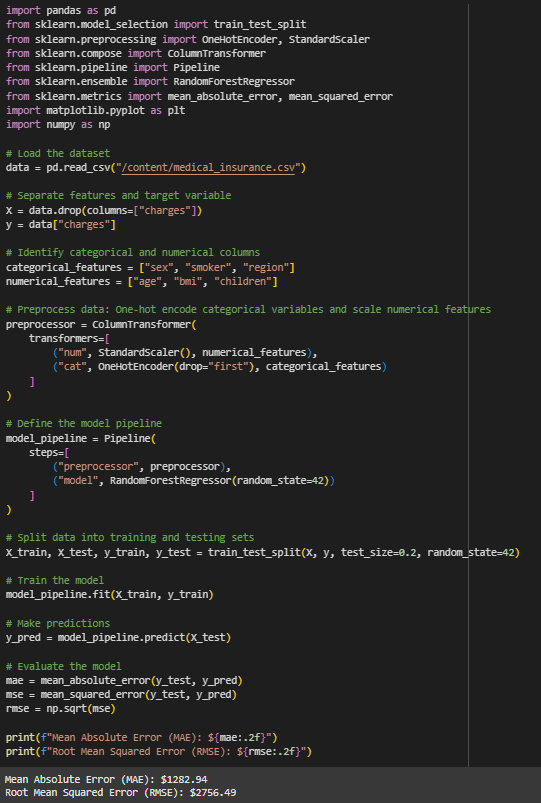 import pandas as pd
from sklearn.model_selection import train_test_split
from sklearn.preprocessing import OneHotEncoder, StandardScaler
from sklearn.compose import ColumnTransformer
from sklearn.pipeline import Pipeline
from sklearn.ensemble import RandomForestRegressor
from sklearn.metrics import mean_absolute_error, mean_squared_error
import matplotlib.pyplot as plt
import numpy as np

# Load the dataset
data = pd.read_csv("/content/medical_insurance.csv")

# Separate features and target variable
X = data.drop(columns=["charges"])
y = data["charges"]

# Identify categorical and numerical columns
categorical_features = ["sex", "smoker", "region"]
numerical_features = ["age", "bmi", "children"]

# Preprocess data: One-hot encode categorical variables and scale numerical features
preprocessor = ColumnTransformer(
    transformers=[
        ("num", StandardScaler(), numerical_features),
        ("cat", OneHotEncoder(drop="first"), categorical_features)
    ]
)

# Define the model pipeline
model_pipeline = Pipeline(
    steps=[
        ("preprocessor", preprocessor),
        ("model", RandomForestRegressor(random_state=42))
    ]
)

# Split data into training and testing sets
X_train, X_test, y_train, y_test = train_test_split(X, y, test_size=0.2, random_state=42)

# Train the model
model_pipeline.fit(X_train, y_train)

# Make predictions
y_pred = model_pipeline.predict(X_test)

# Evaluate the model
mae = mean_absolute_error(y_test, y_pred)
mse = mean_squared_error(y_test, y_pred)
rmse = np.sqrt(mse)

print(f"Mean Absolute Error (MAE): ${mae:.2f}")
print(f"Root Mean Squared Error (RMSE): ${rmse:.2f}")

Mean Absolute Error (MAE): $1282.94
Root Mean Squared Error (RMSE): $2756.49